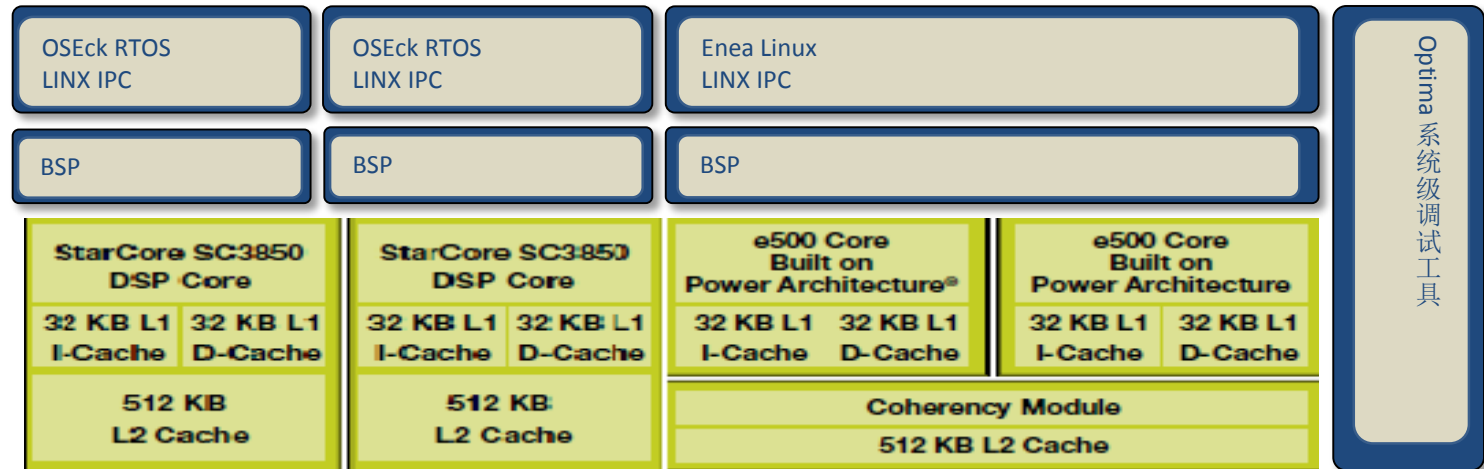 OSEck RTOS
LINX IPC
OSEck RTOS
LINX IPC
Enea Linux
LINX IPC
BSP
BSP
BSP
StarCore SC3850
DSP Core
32 KB L1
I-Cache
32 KB L1
D-Cache
512 KB
L2 Cache
StarCore SC3850
DSP Core
32 KB L1
I-Cache
32 KB L1
D-Cache
512 KB
L2 Cache
e500 Core
Built on
Power Architecture®
32 KB L1
I-Cache
32 KB L1
D-Cache
e500 Core
Built on
Power Architecture
32 KB L1
I-Cache
32 KB L1
D-Cache
Coherency Module
512 KB L2 Cache
Optima 系统级调试工具